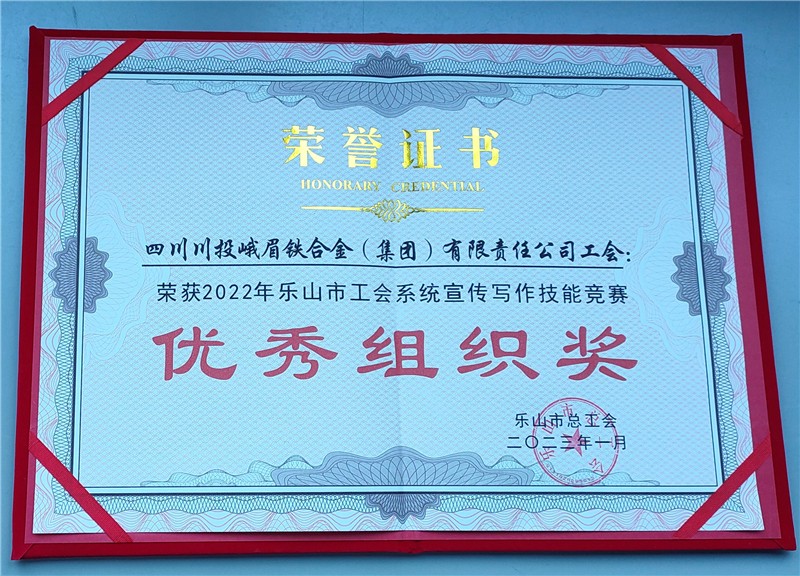 荣誉证书
HONORARY CREDENTIAL
四川川投峨眉铁合金（集团）有限责任公司工会：
荣获2022年乐山市工会系统宣传写作技能竞赛
优秀组织奖
乐山市总工会
二〇二三年一月